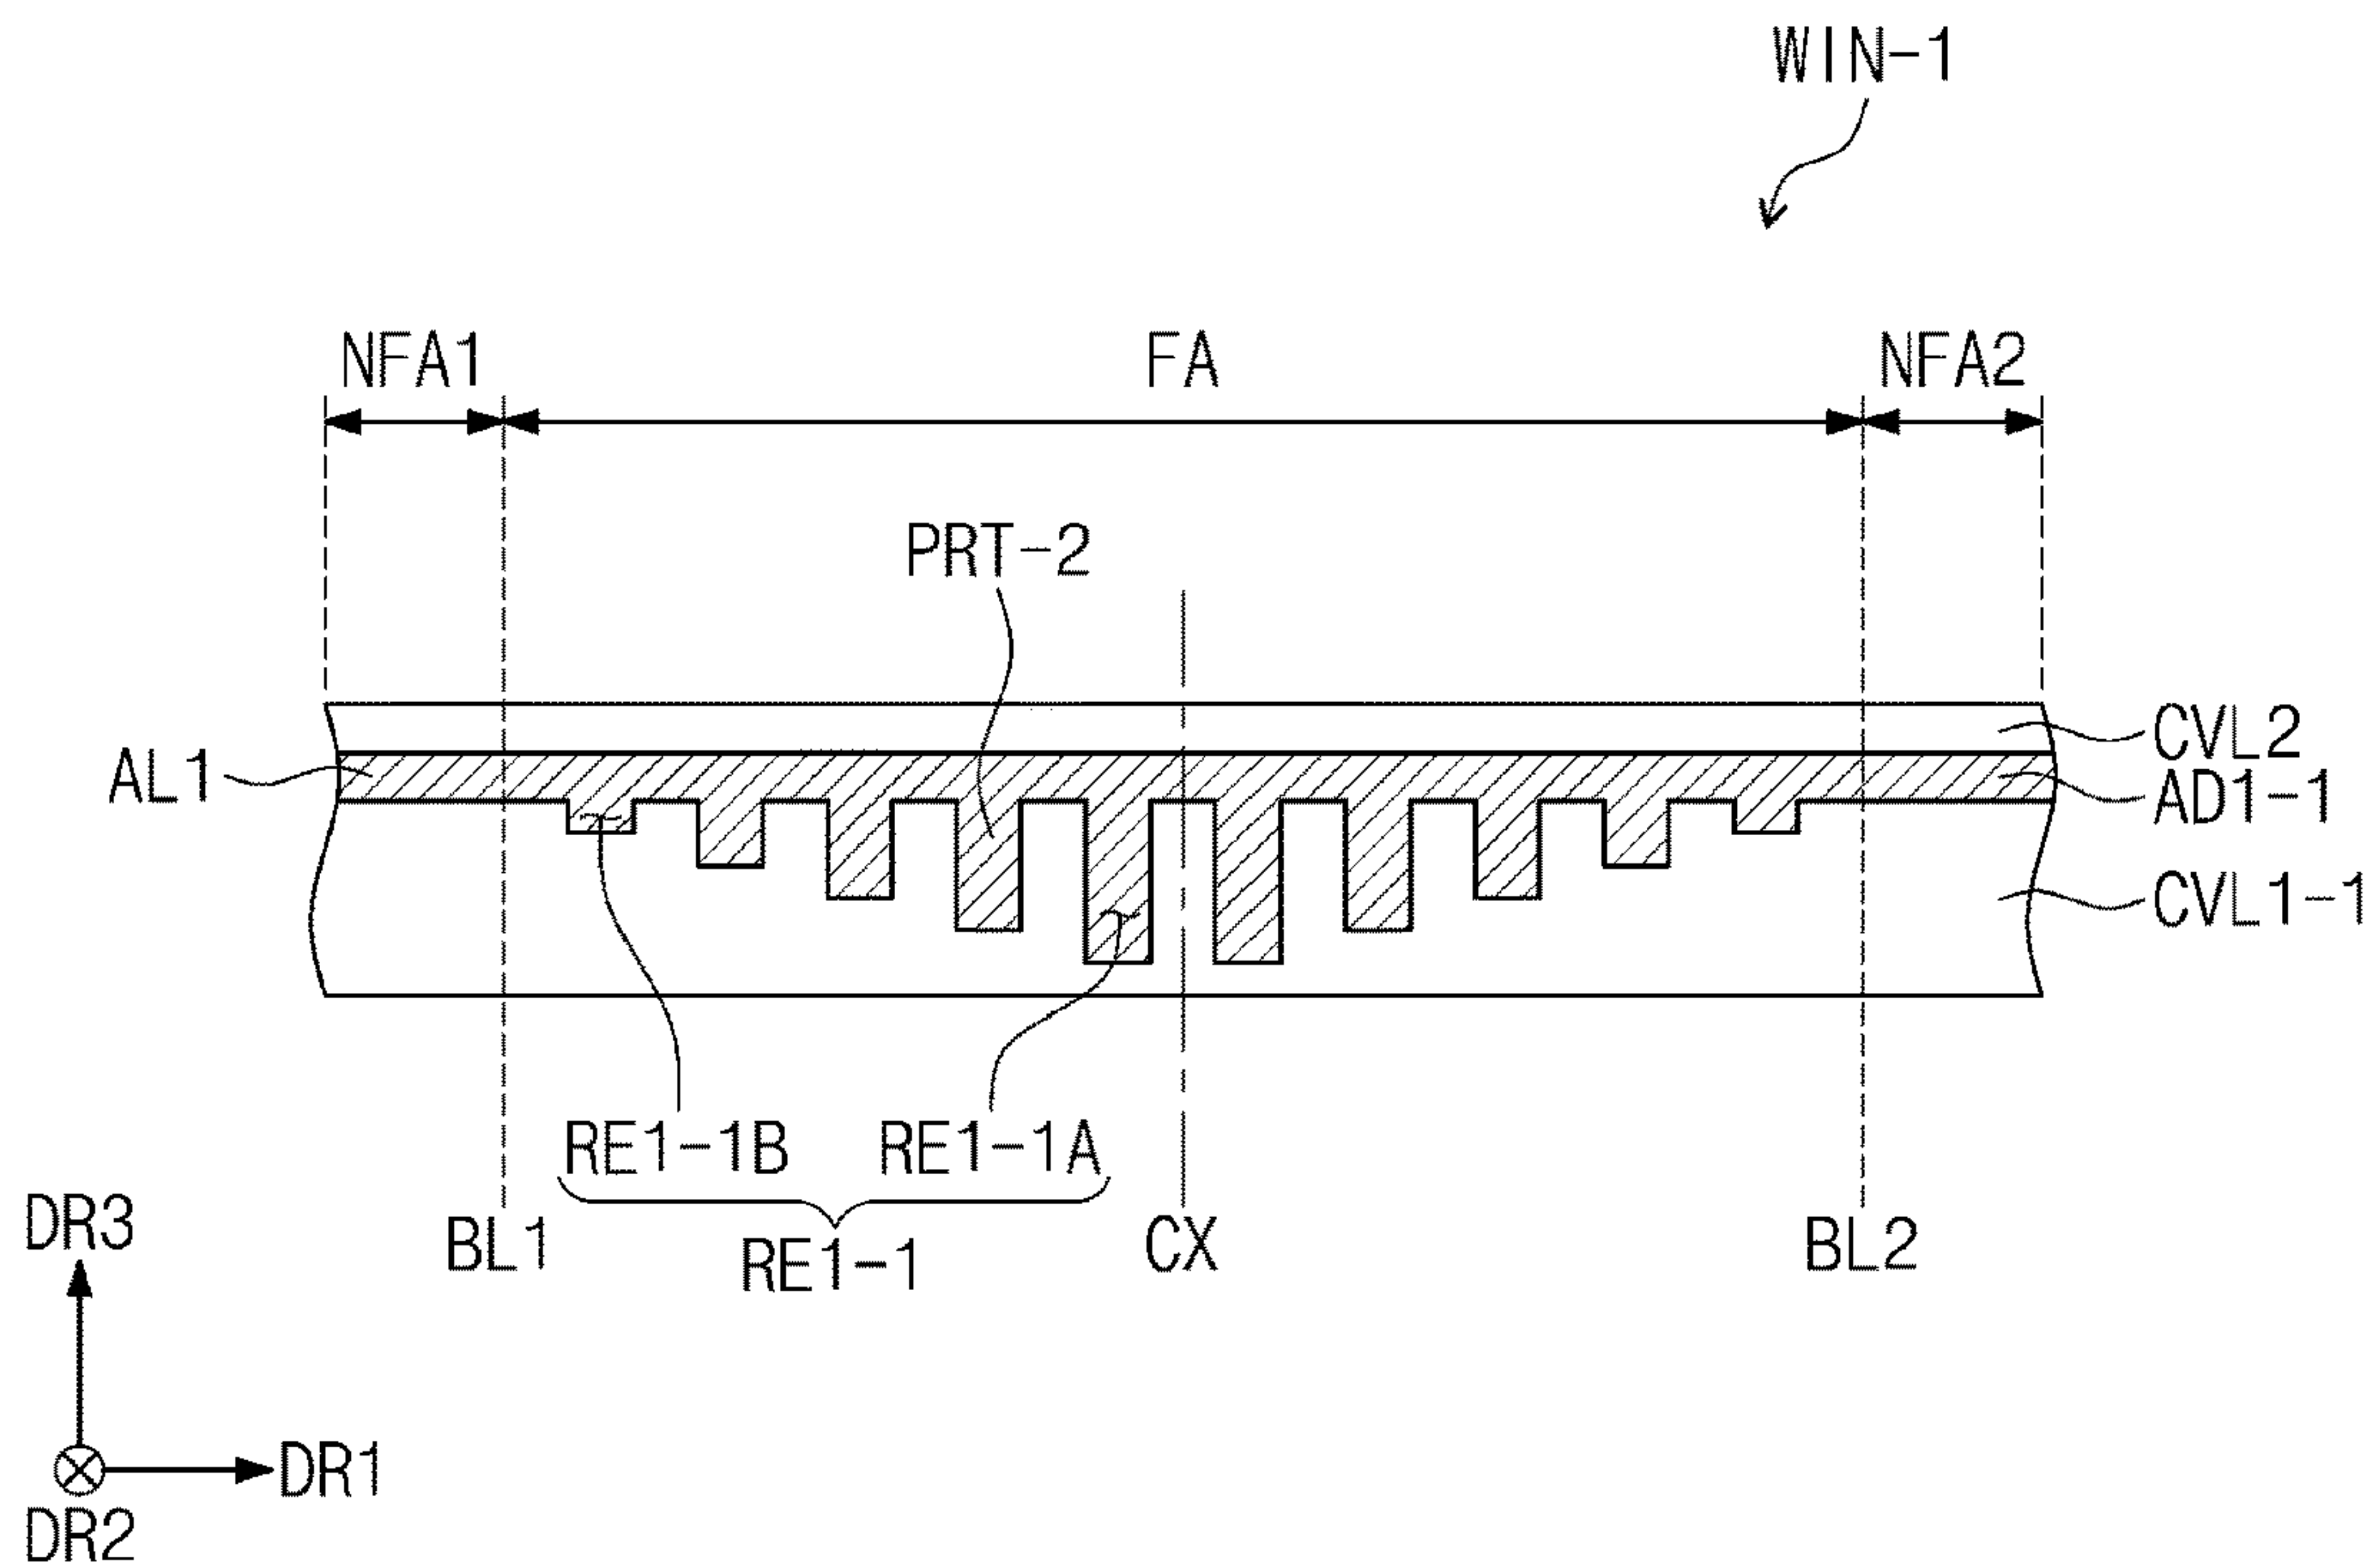 WIN-1
NFA1 FA NFA2
PRT-2
CVL2
AL1
AD1-1
CVL1-1
RE1-1B RE1-1A
DR3
BL1 RE1-1 CX BL2
DR1
DR2